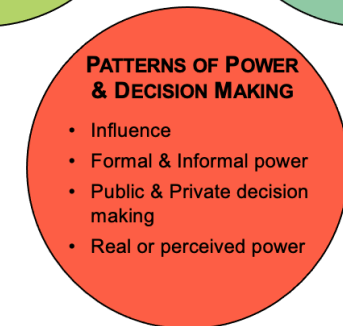 PATTERNS OF POWER
& DECISION MAKING
• Influence
• Formal & Informal power
• Public & Private decision
making
• Real or perceived power